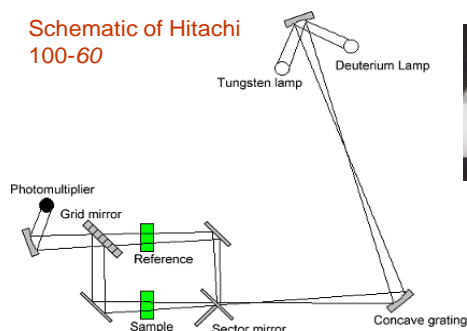 Schematic of Hitachi
100-60
Deuterium Lamp
Tungsten lamp
Photomultiplier
Grid mirror
Reference
Sample
Sector mirror
Concave grating